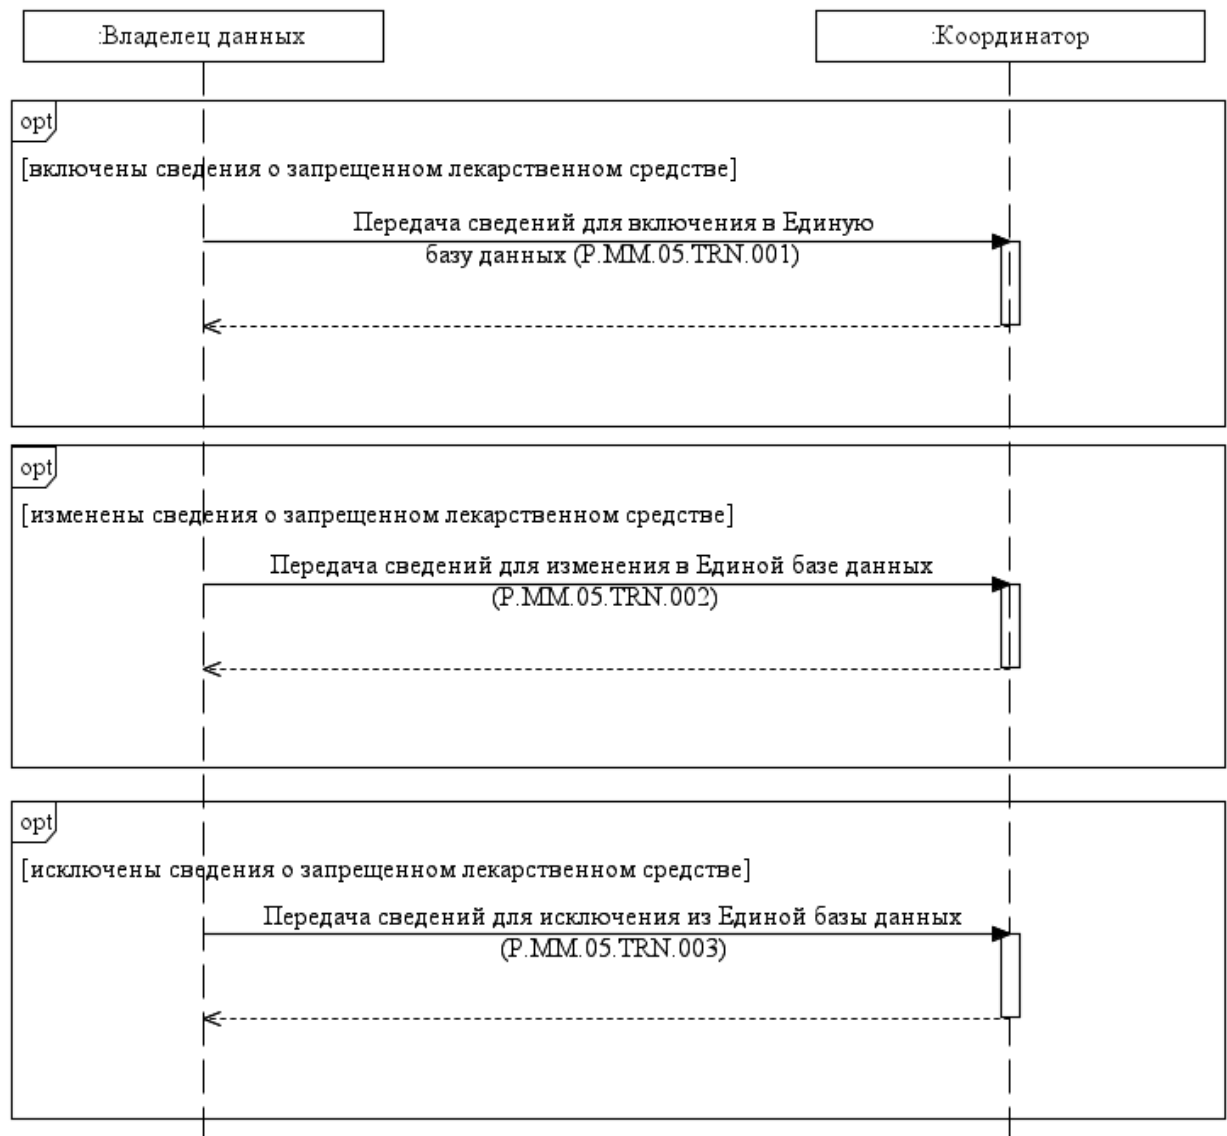 :Владелец данных
:Координатор
opt
[включены сведения о запрещенном лекарственном средстве]
Передача сведений для включения в Единую
базу данных (P.MM.05.TRN.001)
opt
[изменены сведения о запрещенном лекарственном средстве]
Передача сведений для изменения в Единой базе данных
(P.MM.05.TRN.002)
opt
[исключены сведения о запрещенном лекарственном средстве]
Передача сведений для исключения из Единой базы данных
(P.MM.05.TRN.003)